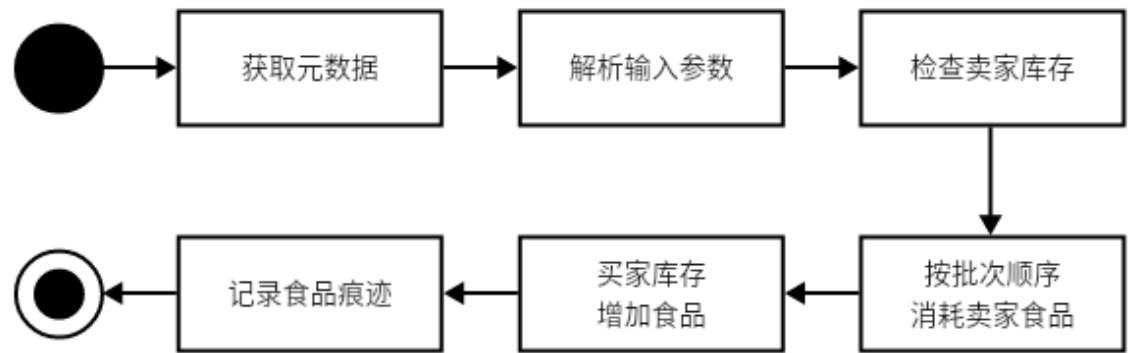 获取元数据
解析输入参数
检查卖家库存
按批次顺序
消耗卖家食品
买家库存
增加食品
记录食品痕迹